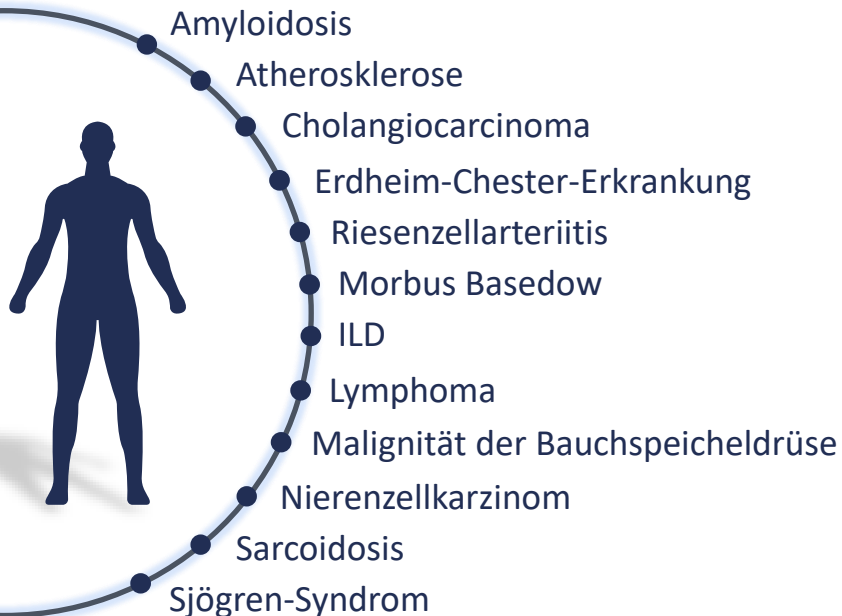 Amyloidosis
Atherosklerose
Cholangiocarcinoma
Erdheim-Chester-Erkrankung
Riesenzellarteriitis
Morbus Basedow
ILD
Lymphoma
Malignität der Bauchspeicheldrüse
Nierenzellkarzinom
Sarcoidosis
Sjögren-Syndrom